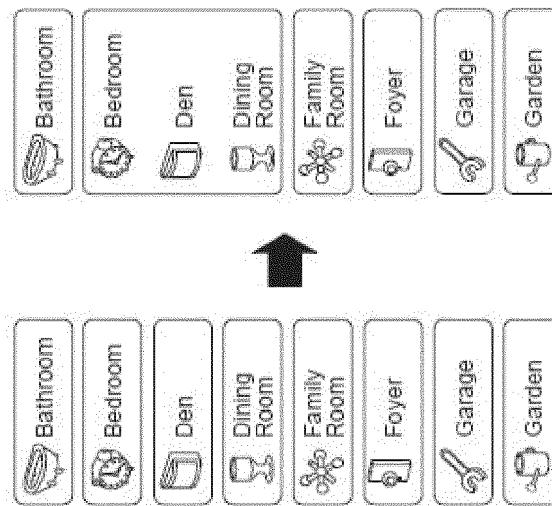 Bathroom
Bedroom
Den
Dining
Room
Family
Room
Foyer
Garage
Garden
Bathroom
Bedroom
Den
Dining
Room
Family
Room
Foyer
Garage
Garden